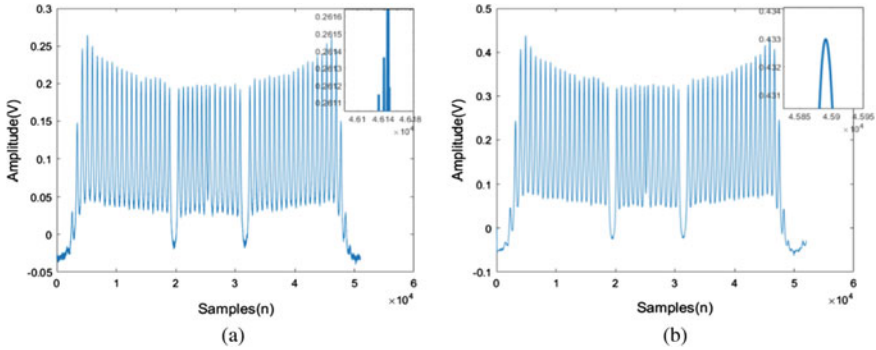 0.3
0.25
0.2
0.15
0.1
0.05
0
-0.05
Amplitude(V)
0 1 2 3 4 5 6
×10⁴
Samples(n)
0.2616
0.2615
0.2614
0.2613
0.2612
0.2611
4.61 4.614 4.618
×10⁴
(a)
0.5
0.4
0.3
0.2
0.1
0
-0.1
Amplitude(V)
0 1 2 3 4 5 6
×10⁴
Samples(n)
0.434
0.433
0.432
0.431
4.585 4.59 4.595
×10⁴
(b)